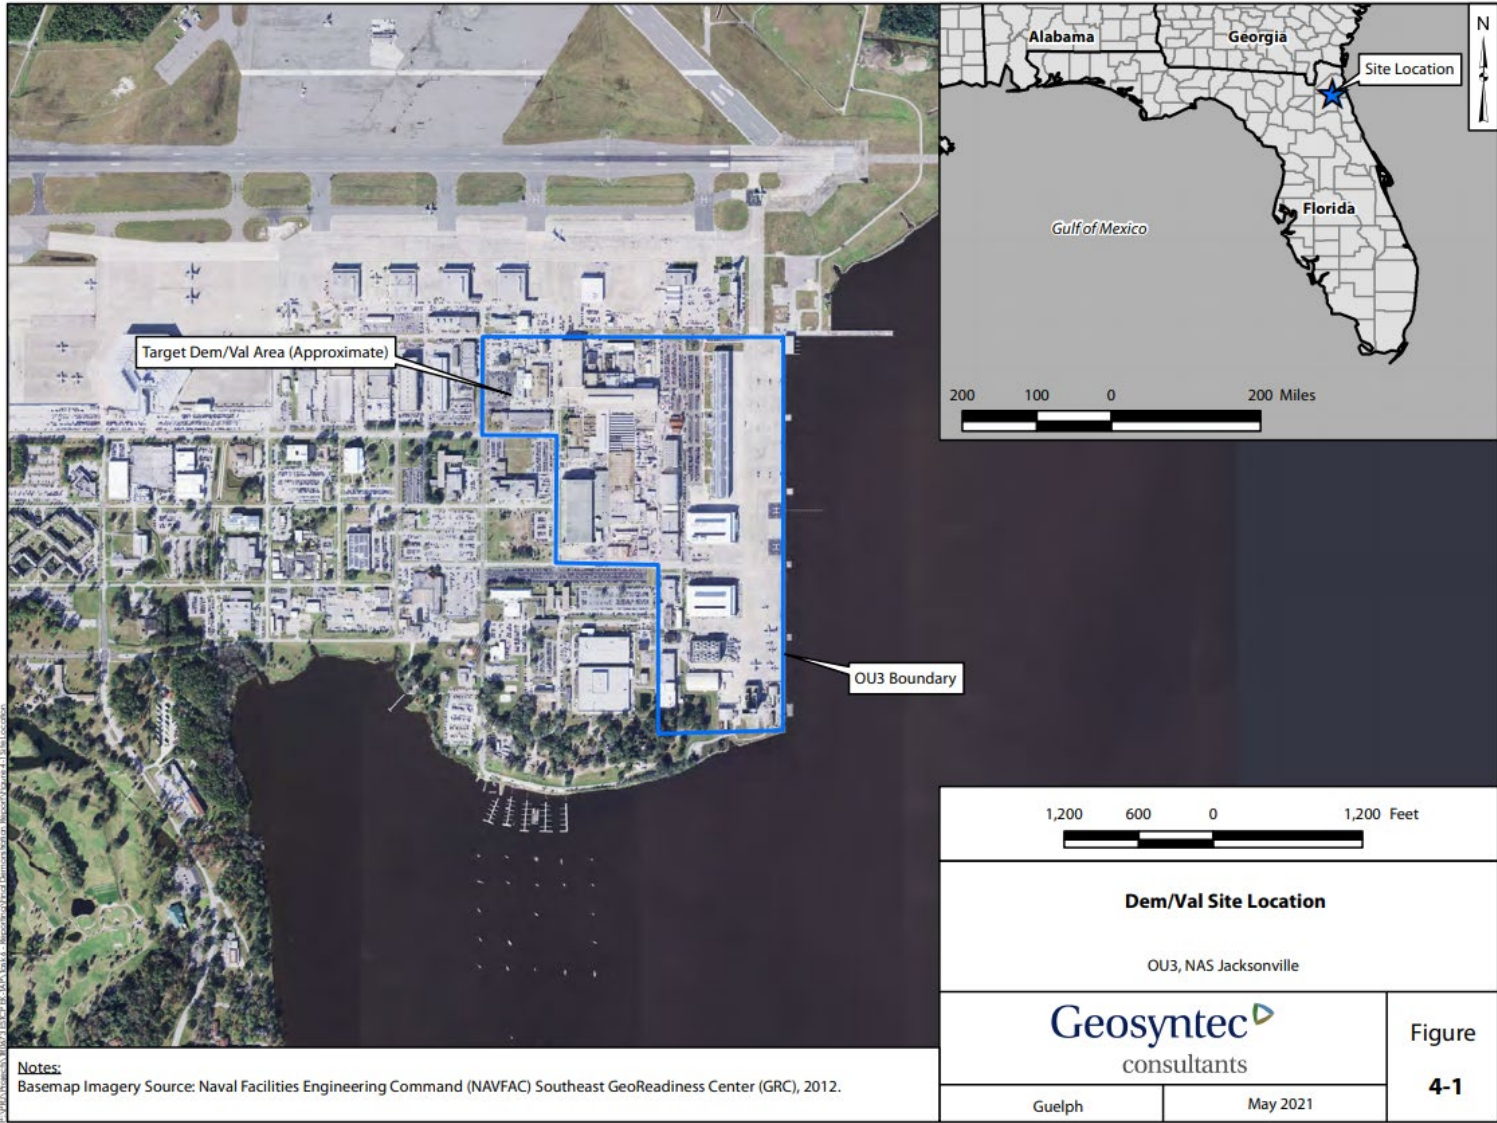 Alabama
Georgia
N
Site Location
Florida
Gulf of Mexico
200 100 0 200 Miles
Target Dem/Val Area (Approximate)
OU3 Boundary
1,200 600 0 1,200 Feet
Dem/Val Site Location
OU3, NAS Jacksonville
Geosyntec
consultants
Figure
4-1
Guelph
May 2021
Notes:
Basemap Imagery Source: Naval Facilities Engineering Command (NAVFAC) Southeast GeoReadiness Center (GRC), 2012.